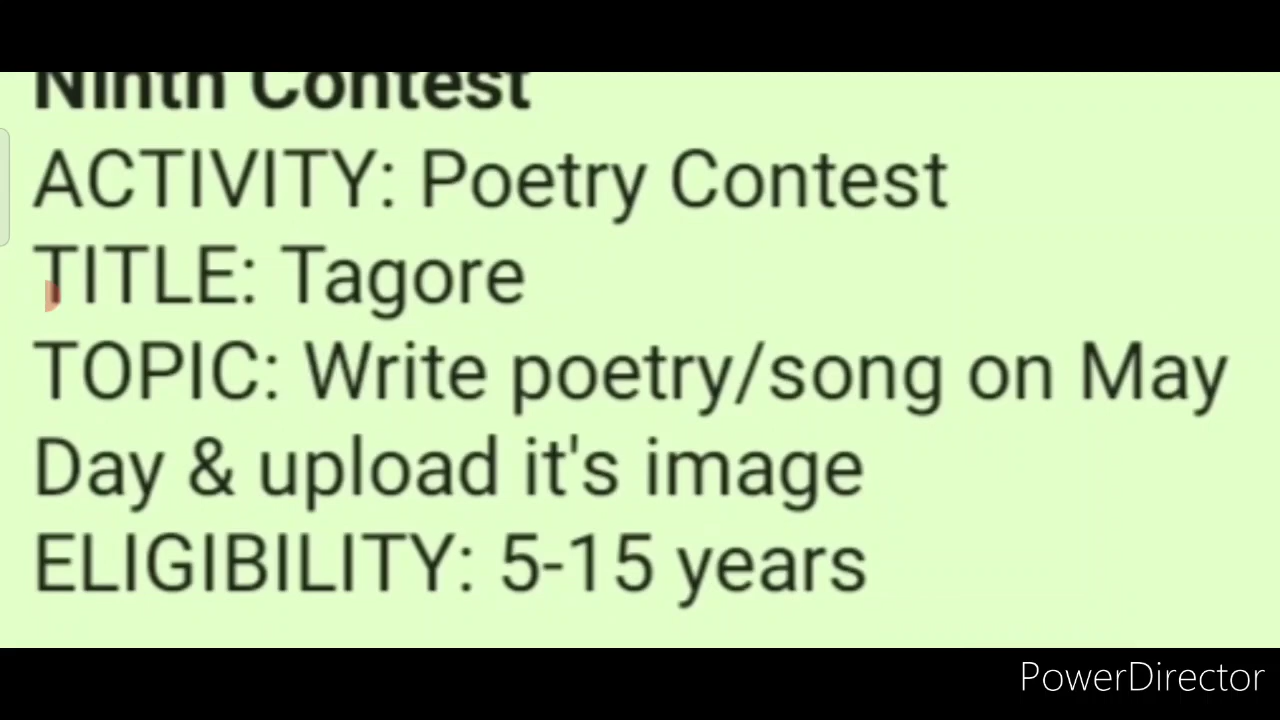 Ninth Contest
ACTIVITY: Poetry Contest
TITLE: Tagore
TOPIC: Write poetry/song on May
Day & upload it's image
ELIGIBILITY: 5-15 years
PowerDirector